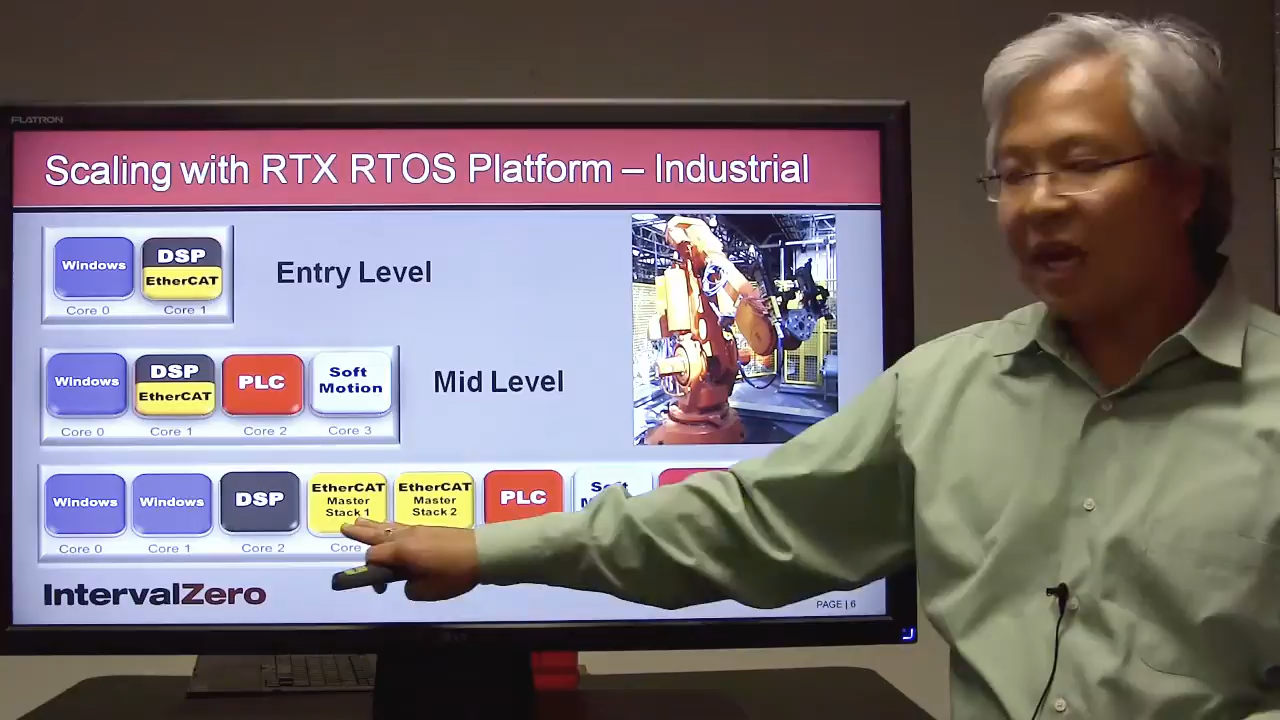 FLATRON
Scaling with RTX RTOS Platform – Industrial
Windows
DSP
EtherCAT
Core 0
Core 1
Entry Level
Windows
DSP
EtherCAT
PLC
Soft
Motion
Core 0
Core 1
Core 2
Core 3
Mid Level
Windows
Windows
DSP
EtherCAT
Master
Stack 1
EtherCAT
Master
Stack 2
PLC
Soft
Core 0
Core 1
Core 2
Core
IntervalZero
PAGE | 6